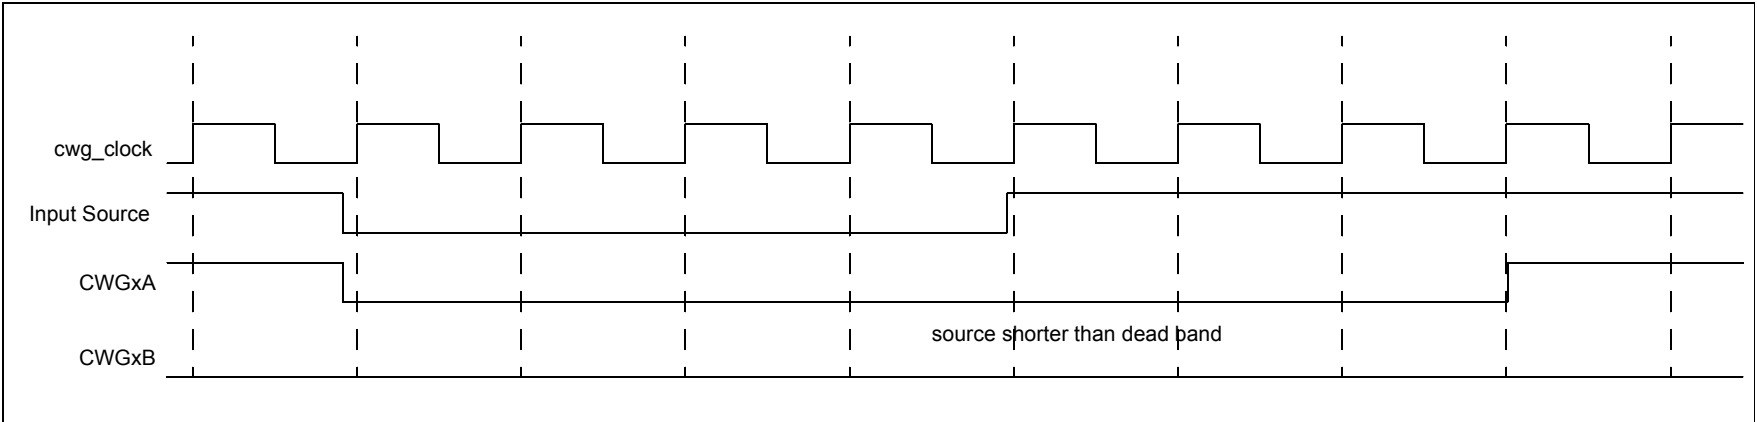 cwg_clock
Input Source
CWGxA
source shorter than dead band
CWGxB